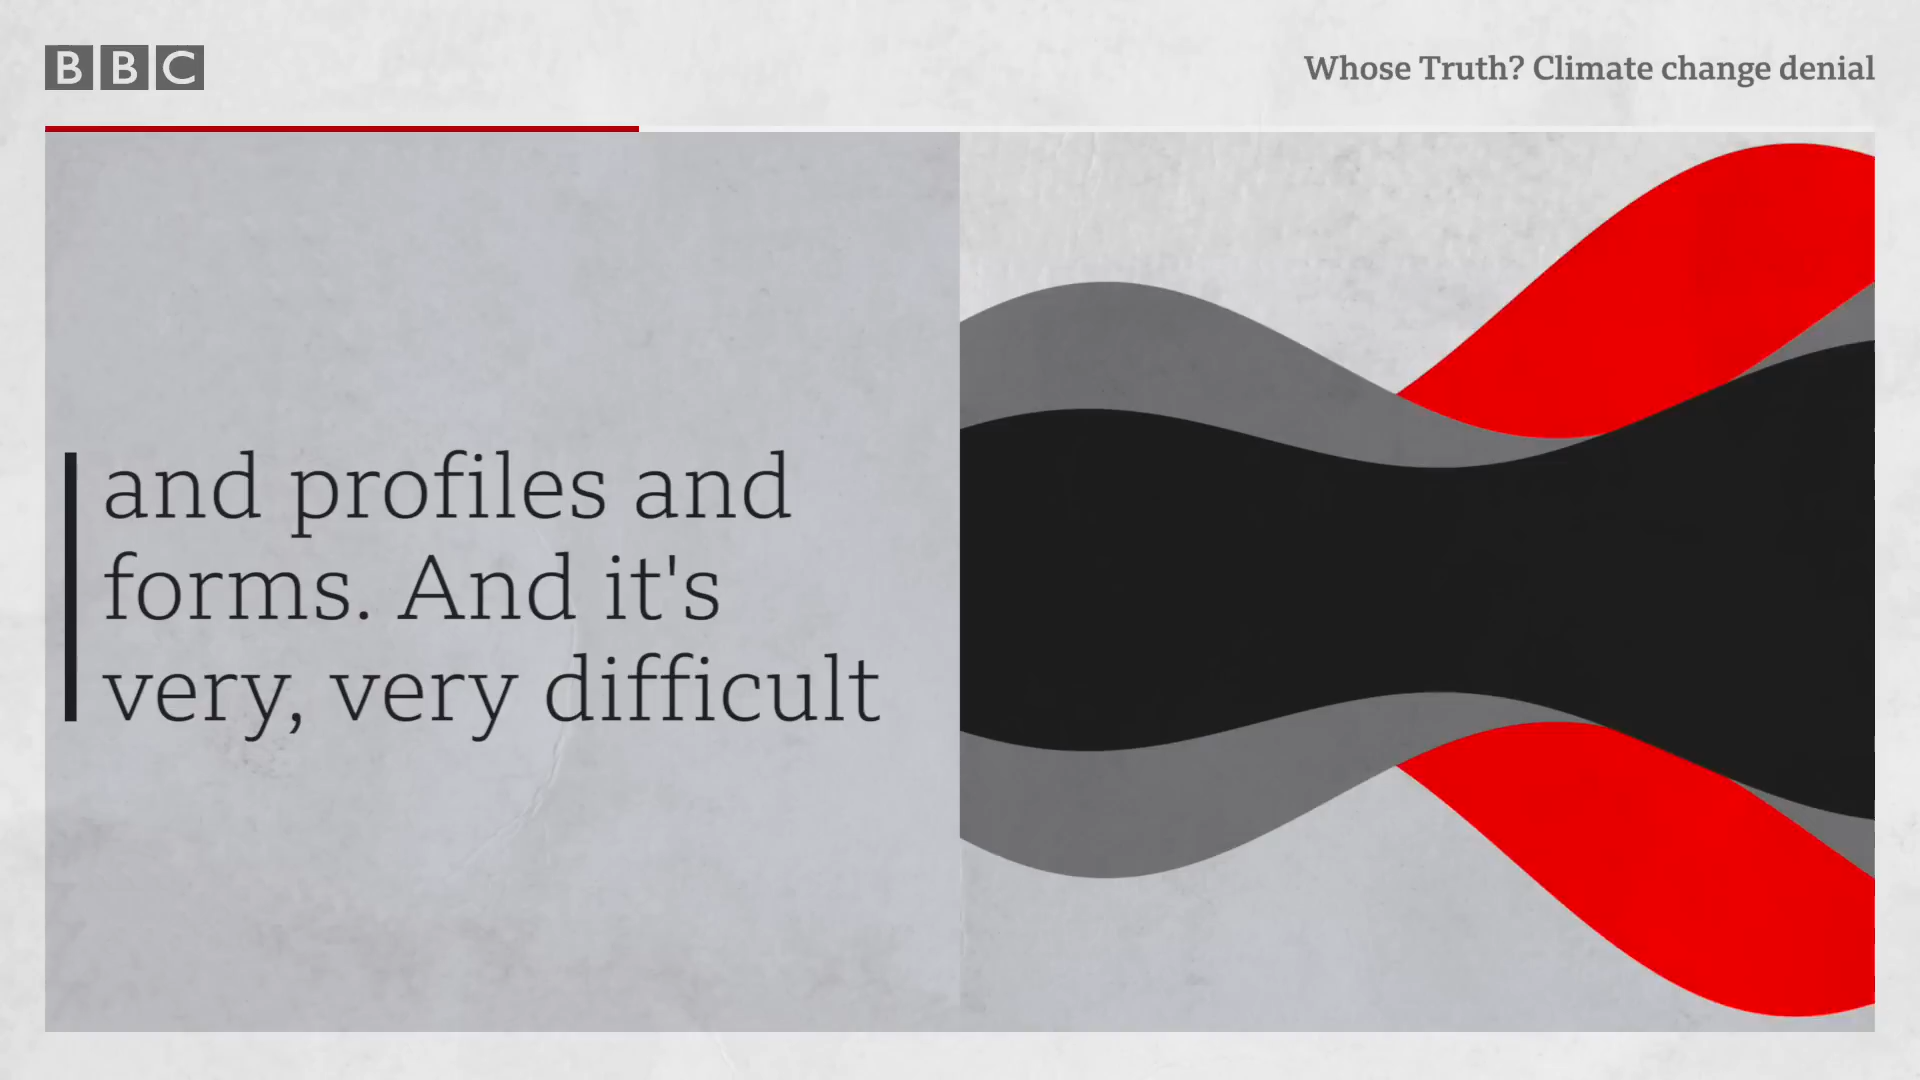 BBC
Whose Truth? Climate change denial
and profiles and
forms. And it's
very, very difficult